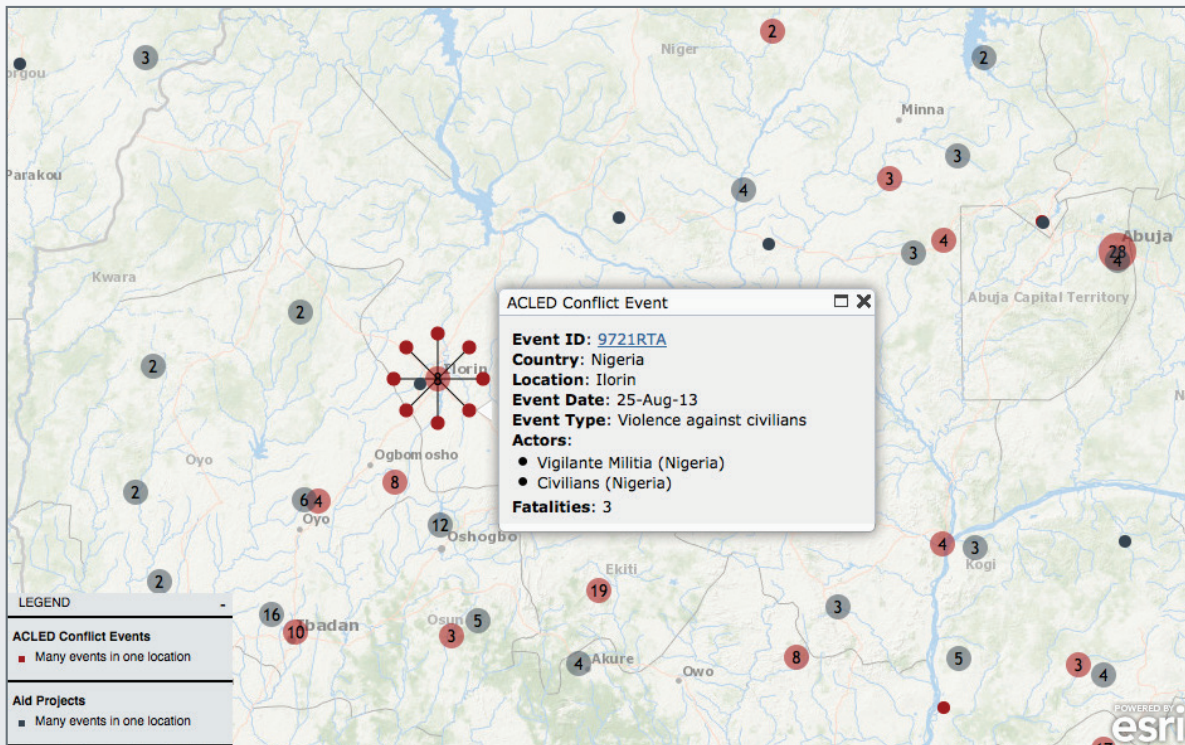 2
3
2
Niger
orgou
Minna
3
Parakou
3
4
4
Abuja
28
4
3
Kwara
Abuja Capital Territory
2
ACLED Conflict Event
Event ID: 9721RTA
Country: Nigeria
Location: Ilorin
Event Date: 25-Aug-13
Event Type: Violence against civilians
Actors:
• Vigilante Militia (Nigeria)
• Civilians (Nigeria)
Fatalities: 3
2
8
Ilorin
N
Ogbomosho
Oyo
8
2
6
4
Oyo
12
Oshogbo
4
3
Kogi
2
Ekiti
19
16
Ibadan
10
Osun
5
3
3
4
Akure
Owo
8
5
3
4
LEGEND -
ACLED Conflict Events
Many events in one location
Aid Projects
Many events in one location
POWERED BY
esri